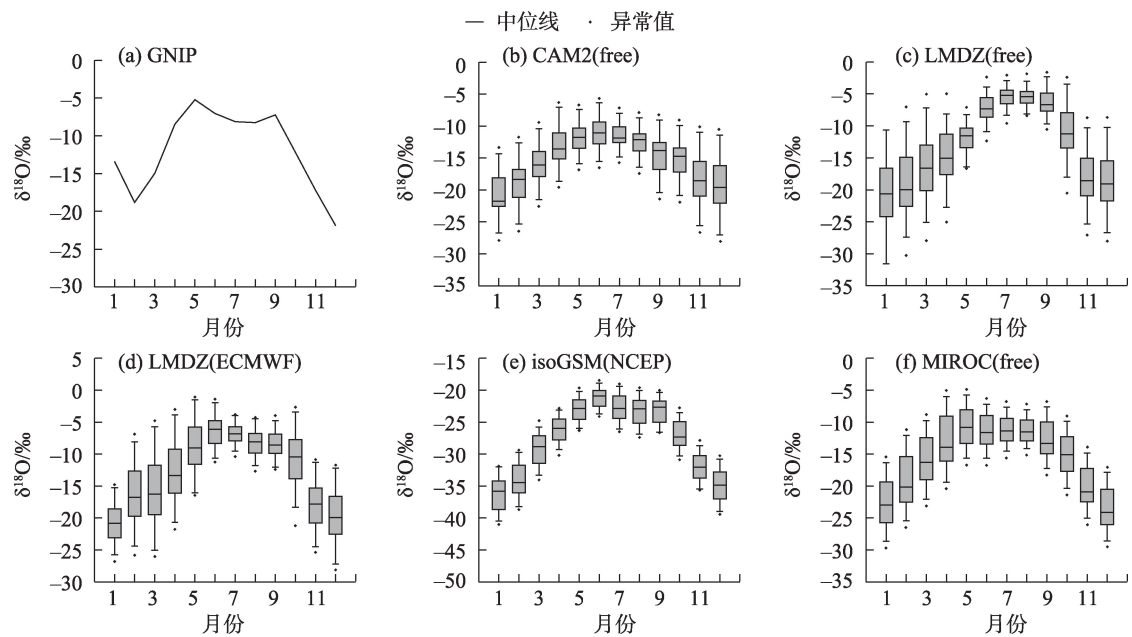 — 中位线 · 异常值
(a) GNIP
0
−5
−10
−15
−20
−25
−30
δ¹⁸O/‰
1 3 5 7 9 11
月份
(b) CAM2(free)
0
−5
−10
−15
−20
−25
−30
−35
δ¹⁸O/‰
1 3 5 7 9 11
月份
(c) LMDZ(free)
0
−5
−10
−15
−20
−25
−30
−35
δ¹⁸O/‰
1 3 5 7 9 11
月份
(d) LMDZ(ECMWF)
5
0
−5
−10
−15
−20
−25
−30
δ¹⁸O/‰
1 3 5 7 9 11
月份
(e) isoGSM(NCEP)
−15
−20
−25
−30
−35
−40
−45
−50
δ¹⁸O/‰
1 3 5 7 9 11
月份
(f) MIROC(free)
0
−5
−10
−15
−20
−25
−30
−35
δ¹⁸O/‰
1 3 5 7 9 11
月份